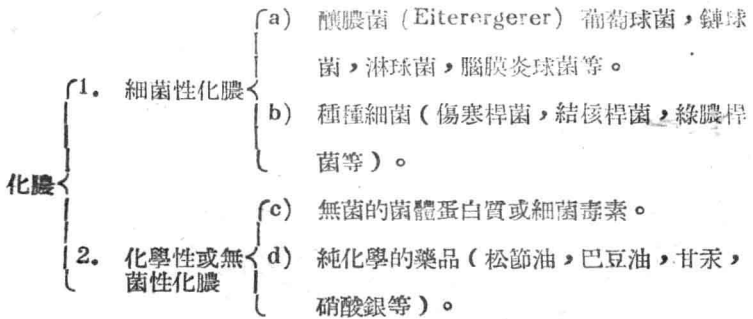 a) 釀膿菌 (Eiterergerer) 葡萄球菌，鏈球
菌，淋球菌，腦膜炎球菌等。
1. 細菌性化膿
b) 種種細菌（傷寒桿菌，結核桿菌，綠膿桿
菌等）。
化膿
c) 無菌的菌體蛋白質或細菌毒素。
2. 化學性或無
菌性化膿
d) 純化學的藥品（松節油，巴豆油，甘汞，
硝酸銀等）。